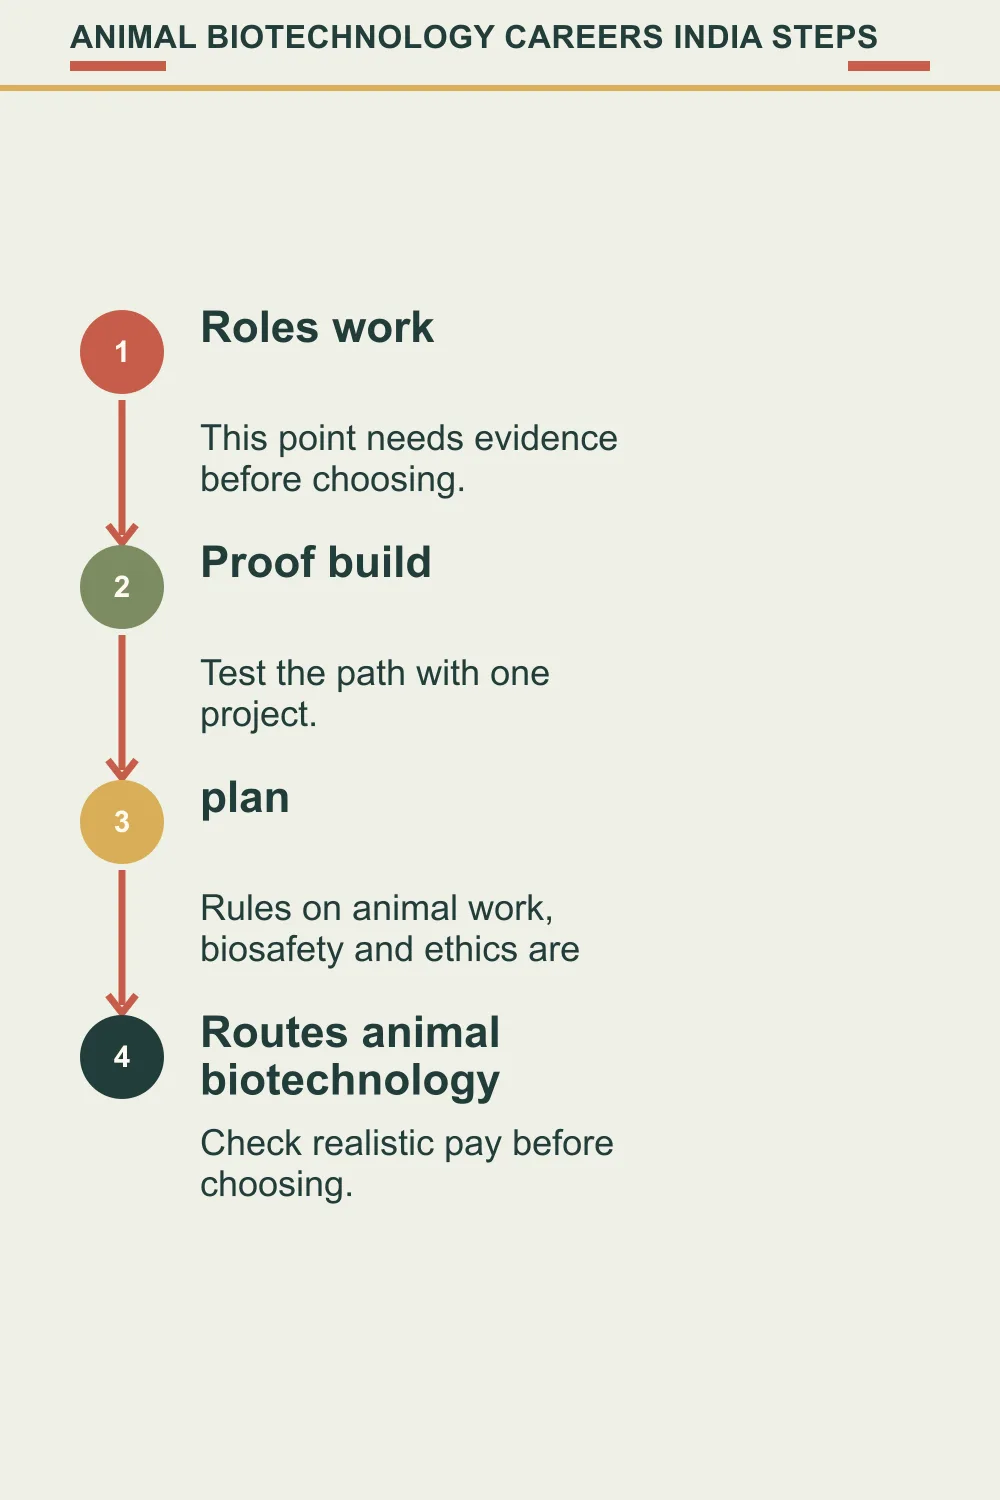 ANIMAL BIOTECHNOLOGY CAREERS INDIA STEPS
1
Roles work
This point needs evidence
before choosing.
2
Proof build
Test the path with one
project.
3
plan
Rules on animal work,
biosafety and ethics are
4
Routes animal
biotechnology
Check realistic pay before
choosing.